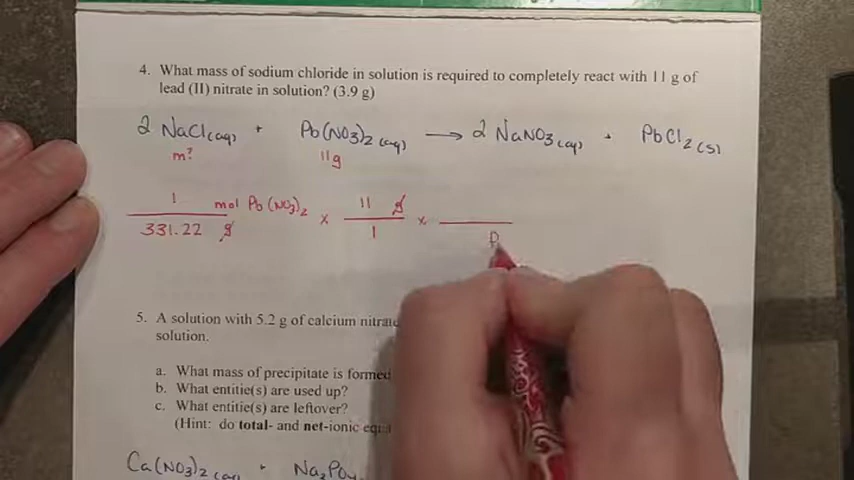 4. What mass of sodium chloride in solution is required to completely react with 11 g of
lead (II) nitrate in solution? (3.9 g)
2 NaCl(aq) + Pb(NO3)2 (aq) → 2 NaNO3 (aq) + PbCl2 (s)
m? 11g
1 mol Pb(NO3)2 × 11 g ×
331.22 g 1 P
5. A solution with 5.2 g of calcium nitrate
solution.
a. What mass of precipitate is formed
b. What entitie(s) are used up?
c. What entitie(s) are leftover?
(Hint: do total- and net-ionic equa
Ca(NO3)2 (aq) + Na3PO4